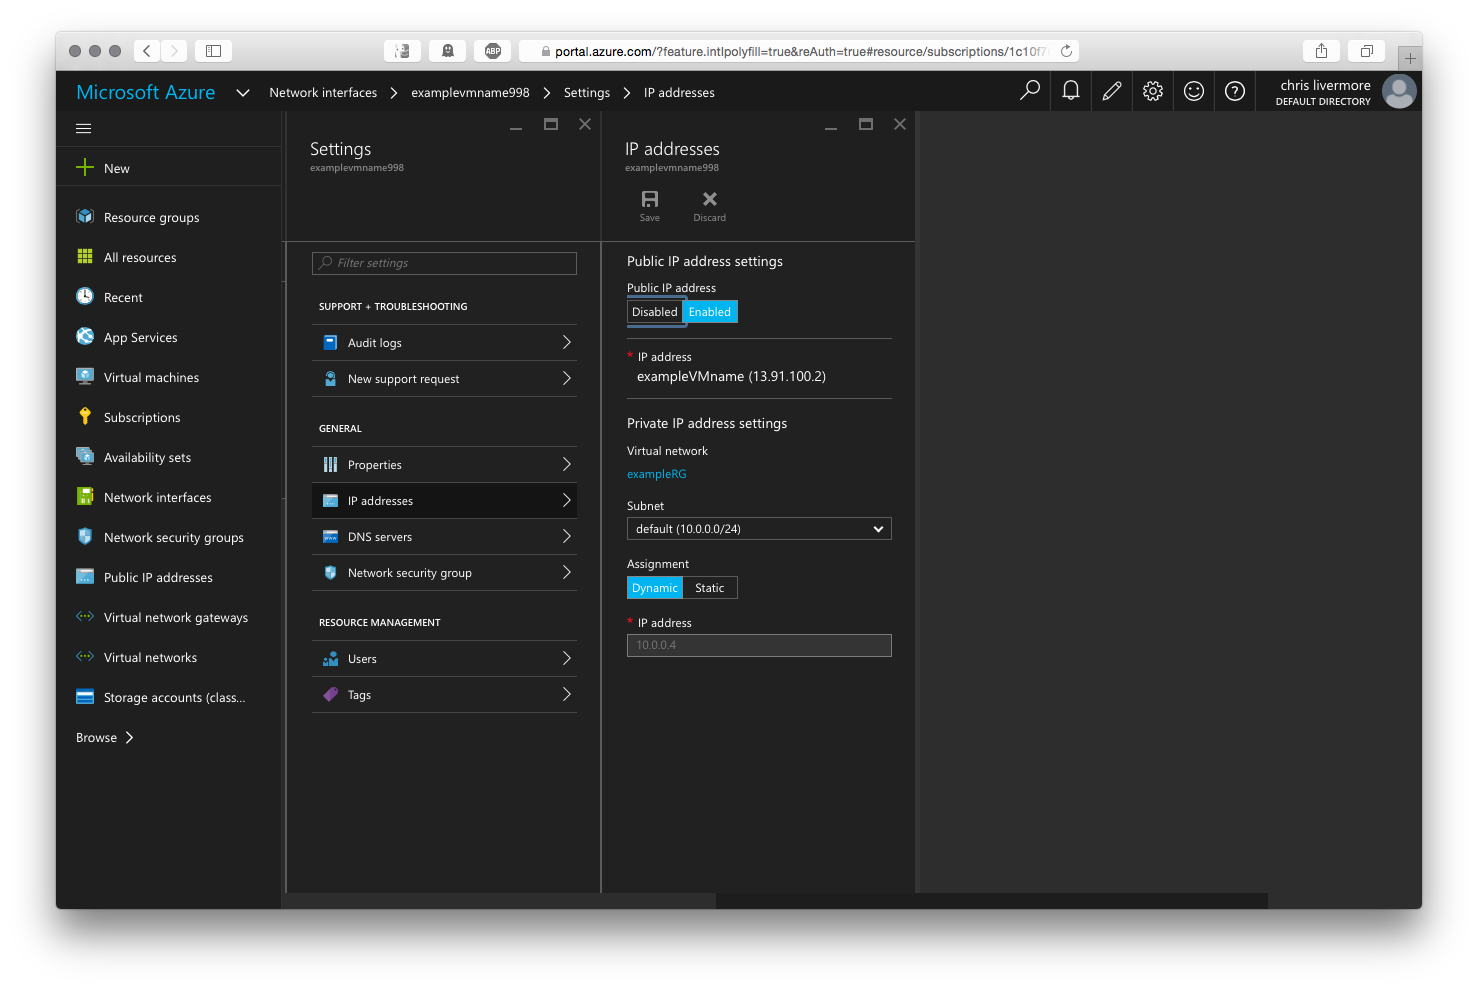 ABP
portal.azure.com/?feature.intlpolyfill=true&reAuth=true#resource/subscriptions/1c10f7
Microsoft Azure
Network interfaces > examplevmname998 > Settings > IP addresses
chris livermore
DEFAULT DIRECTORY
New
Resource groups
All resources
Recent
App Services
Virtual machines
Subscriptions
Availability sets
Network interfaces
Network security groups
Public IP addresses
Virtual network gateways
Virtual networks
Storage accounts (class...
Browse >
Settings
examplevmname998
Filter settings
SUPPORT + TROUBLESHOOTING
Audit logs
New support request
GENERAL
Properties
IP addresses
DNS servers
Network security group
RESOURCE MANAGEMENT
Users
Tags
IP addresses
examplevmname998
Save Discard
Public IP address settings
Public IP address
Disabled Enabled
* IP address
exampleVMname (13.91.100.2)
Private IP address settings
Virtual network
exampleRG
Subnet
default (10.0.0.0/24)
Assignment
Dynamic Static
* IP address
10.0.0.4